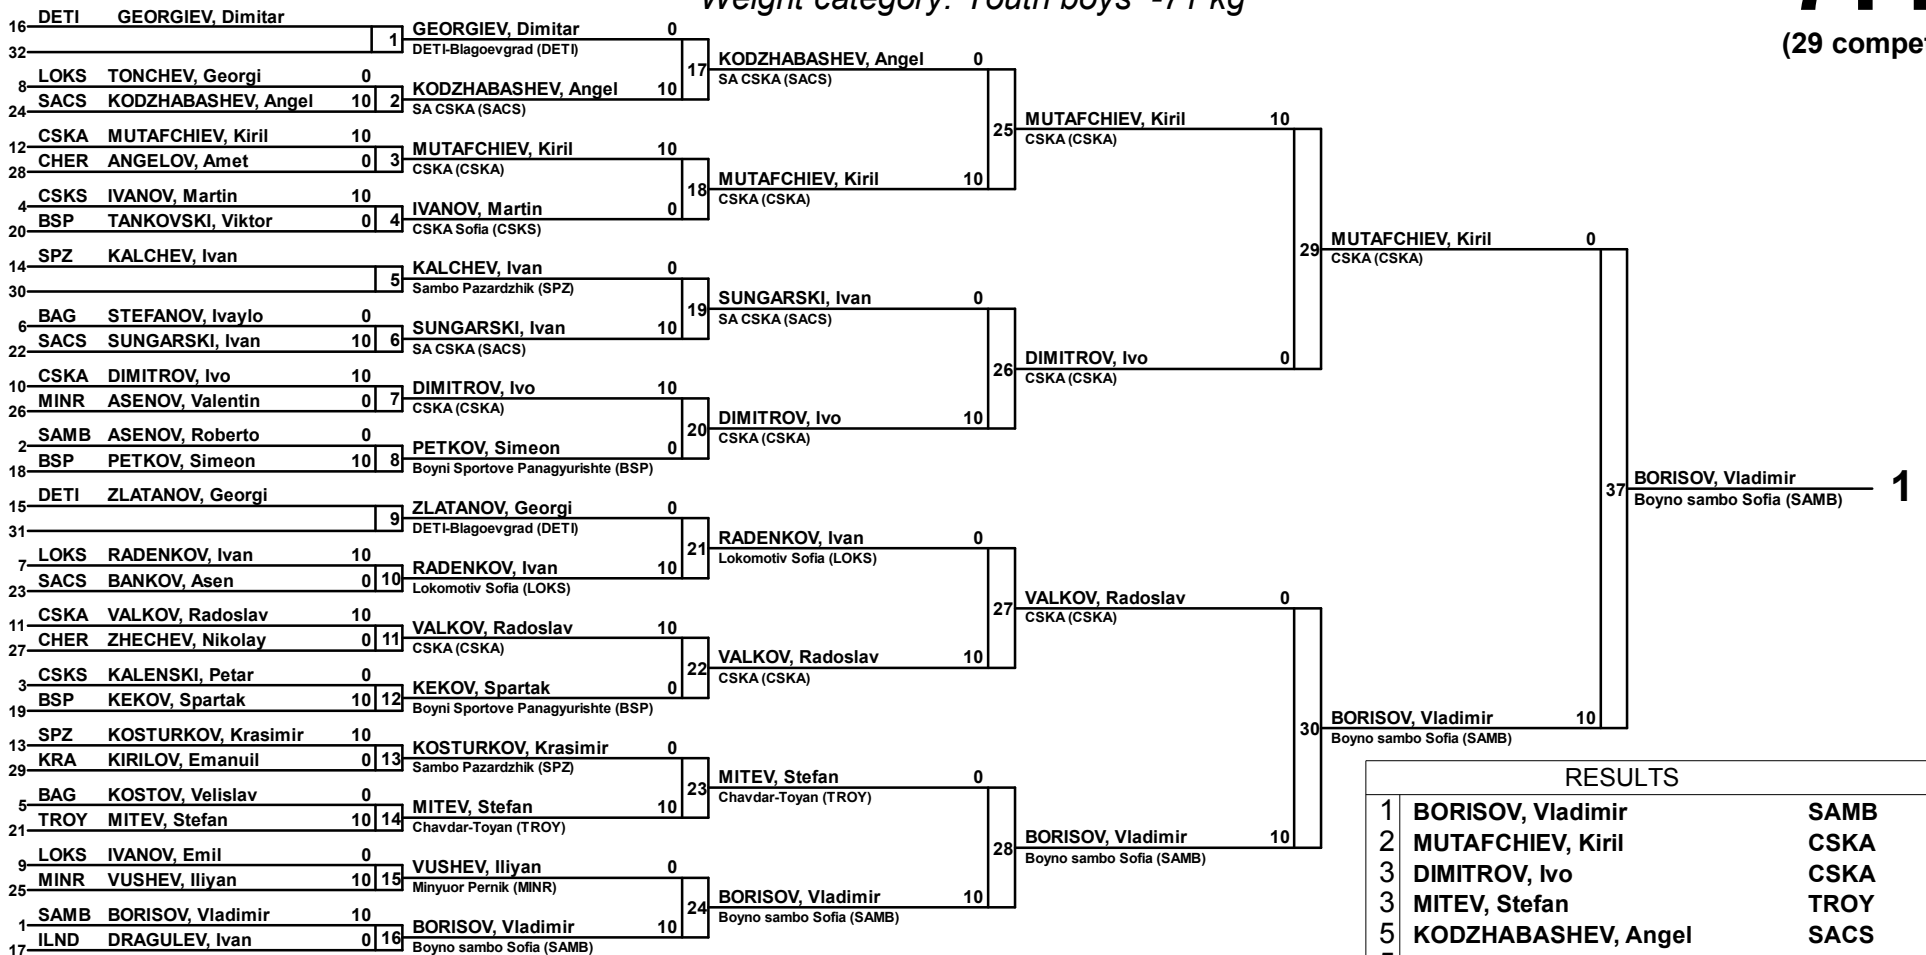 Weight category: Youth boys -71 kg
(29 compet
16 DETI GEORGIEV, Dimitar
32
1
8 LOKS TONCHEV, Georgi 0
24 SACS KODZHABASHEV, Angel 10
2
12 CSKA MUTAFCHIEV, Kiril 10
28 CHER ANGELOV, Amet 0
3
4 CSKS IVANOV, Martin 10
20 BSP TANKOVSKI, Viktor 0
4
14 SPZ KALCHEV, Ivan
30
5
6 BAG STEFANOV, Ivaylo 0
22 SACS SUNGARSKI, Ivan 10
6
10 CSKA DIMITROV, Ivo 10
26 MINR ASENOV, Valentin 0
7
2 SAMB ASENOV, Roberto 0
18 BSP PETKOV, Simeon 10
8
15 DETI ZLATANOV, Georgi
31
9
7 LOKS RADENKOV, Ivan 10
23 SACS BANKOV, Asen 0
10
11 CSKA VALKOV, Radoslav 10
27 CHER ZHECHEV, Nikolay 0
11
3 CSKS KALENSKI, Petar 0
19 BSP KEKOV, Spartak 10
12
13 SPZ KOSTURKOV, Krasimir 10
29 KRA KIRILOV, Emanuil 0
13
5 BAG KOSTOV, Velislav 0
21 TROY MITEV, Stefan 10
14
9 LOKS IVANOV, Emil 0
25 MINR VUSHEV, Iliyan 10
15
1 SAMB BORISOV, Vladimir 10
17 ILND DRAGULEV, Ivan 0
16
GEORGIEV, Dimitar 0
DETI-Blagoevgrad (DETI)
17
KODZHABASHEV, Angel 10
SA CSKA (SACS)
MUTAFCHIEV, Kiril 10
CSKA (CSKA)
18
IVANOV, Martin 0
CSKA Sofia (CSKS)
KALCHEV, Ivan 0
Sambo Pazardzhik (SPZ)
19
SUNGARSKI, Ivan 10
SA CSKA (SACS)
DIMITROV, Ivo 10
CSKA (CSKA)
20
PETKOV, Simeon 0
Boyni Sportove Panagyurishte (BSP)
ZLATANOV, Georgi 0
DETI-Blagoevgrad (DETI)
21
RADENKOV, Ivan 10
Lokomotiv Sofia (LOKS)
VALKOV, Radoslav 10
CSKA (CSKA)
22
KEKOV, Spartak 0
Boyni Sportove Panagyurishte (BSP)
KOSTURKOV, Krasimir 0
Sambo Pazardzhik (SPZ)
23
MITEV, Stefan 10
Chavdar-Toyan (TROY)
VUSHEV, Iliyan 0
Minyuor Pernik (MINR)
24
BORISOV, Vladimir 10
Boyno sambo Sofia (SAMB)
KODZHABASHEV, Angel 0
SA CSKA (SACS)
25
MUTAFCHIEV, Kiril 10
CSKA (CSKA)
SUNGARSKI, Ivan 0
SA CSKA (SACS)
26
DIMITROV, Ivo 10
CSKA (CSKA)
RADENKOV, Ivan 0
Lokomotiv Sofia (LOKS)
27
VALKOV, Radoslav 10
CSKA (CSKA)
MITEV, Stefan 0
Chavdar-Toyan (TROY)
28
BORISOV, Vladimir 10
Boyno sambo Sofia (SAMB)
MUTAFCHIEV, Kiril 10
CSKA (CSKA)
29
DIMITROV, Ivo 0
CSKA (CSKA)
VALKOV, Radoslav 0
CSKA (CSKA)
30
BORISOV, Vladimir 10
Boyno sambo Sofia (SAMB)
MUTAFCHIEV, Kiril 0
CSKA (CSKA)
37
BORISOV, Vladimir 10
Boyno sambo Sofia (SAMB)
BORISOV, Vladimir 1
Boyno sambo Sofia (SAMB)
RESULTS
1 BORISOV, Vladimir SAMB
2 MUTAFCHIEV, Kiril CSKA
3 DIMITROV, Ivo CSKA
3 MITEV, Stefan TROY
5 KODZHABASHEV, Angel SACS